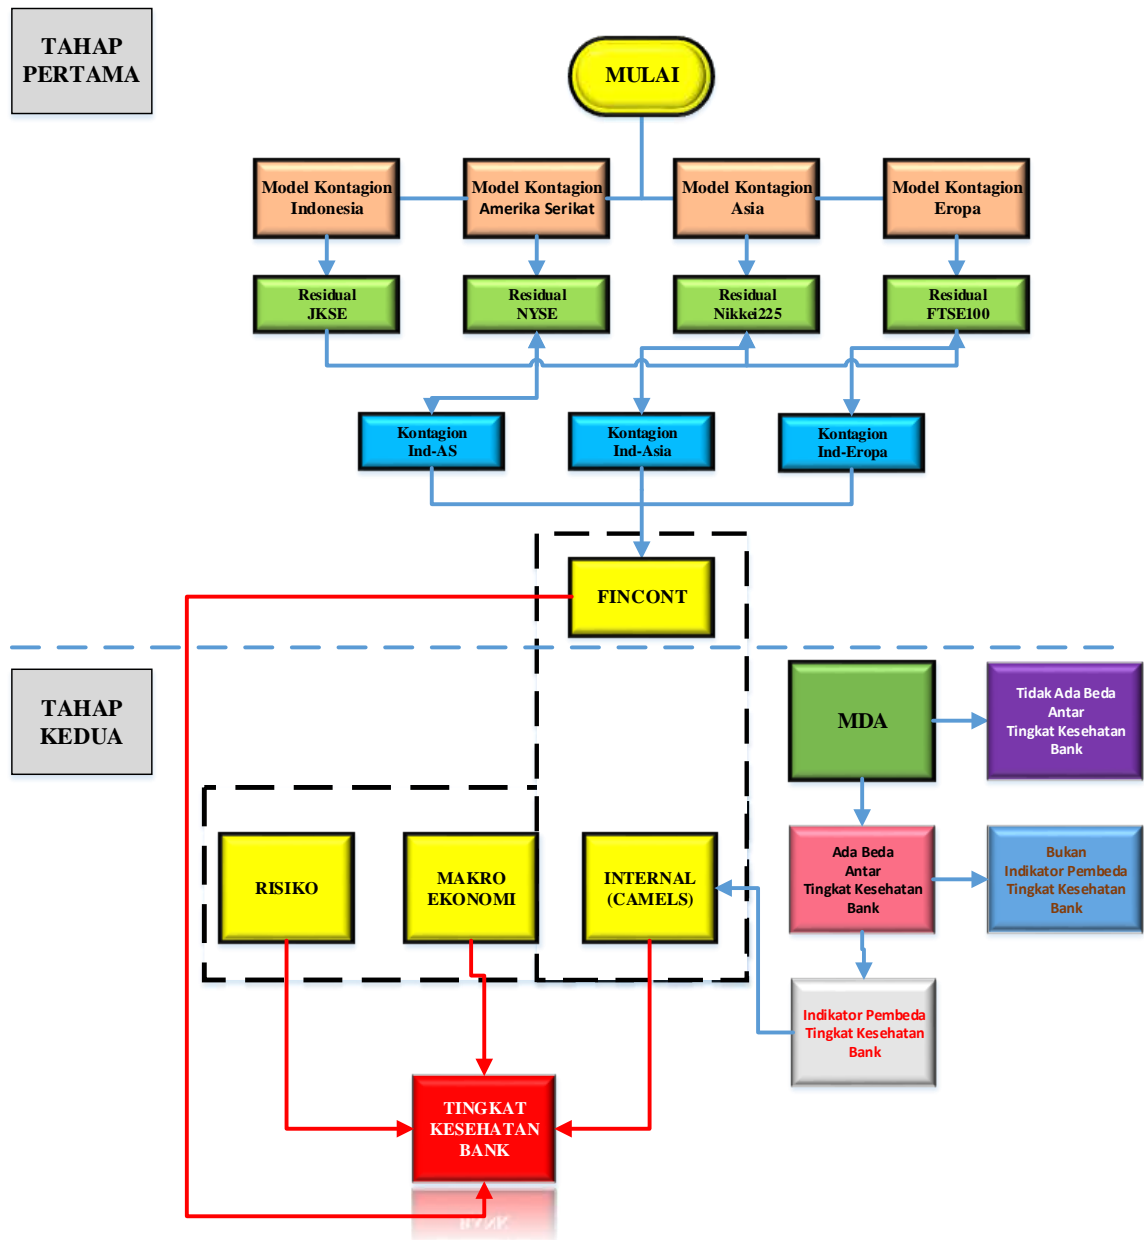 TAHAP
PERTAMA
MULAI
Model Kontagion
Indonesia
Model Kontagion
Amerika Serikat
Model Kontagion
Asia
Model Kontagion
Eropa
Residual
JKSE
Residual
NYSE
Residual
Nikkei225
Residual
FTSE100
Kontagion
Ind-AS
Kontagion
Ind-Asia
Kontagion
Ind-Eropa
FINCONT
TAHAP
KEDUA
MDA
Tidak Ada Beda
Antar
Tingkat Kesehatan
Bank
RISIKO
MAKRO
EKONOMI
INTERNAL
(CAMELS)
Ada Beda
Antar
Tingkat Kesehatan
Bank
Bukan
Indikator Pembeda
Tingkat Kesehatan
Bank
Indikator Pembeda
Tingkat Kesehatan
Bank
TINGKAT
KESEHATAN
BANK